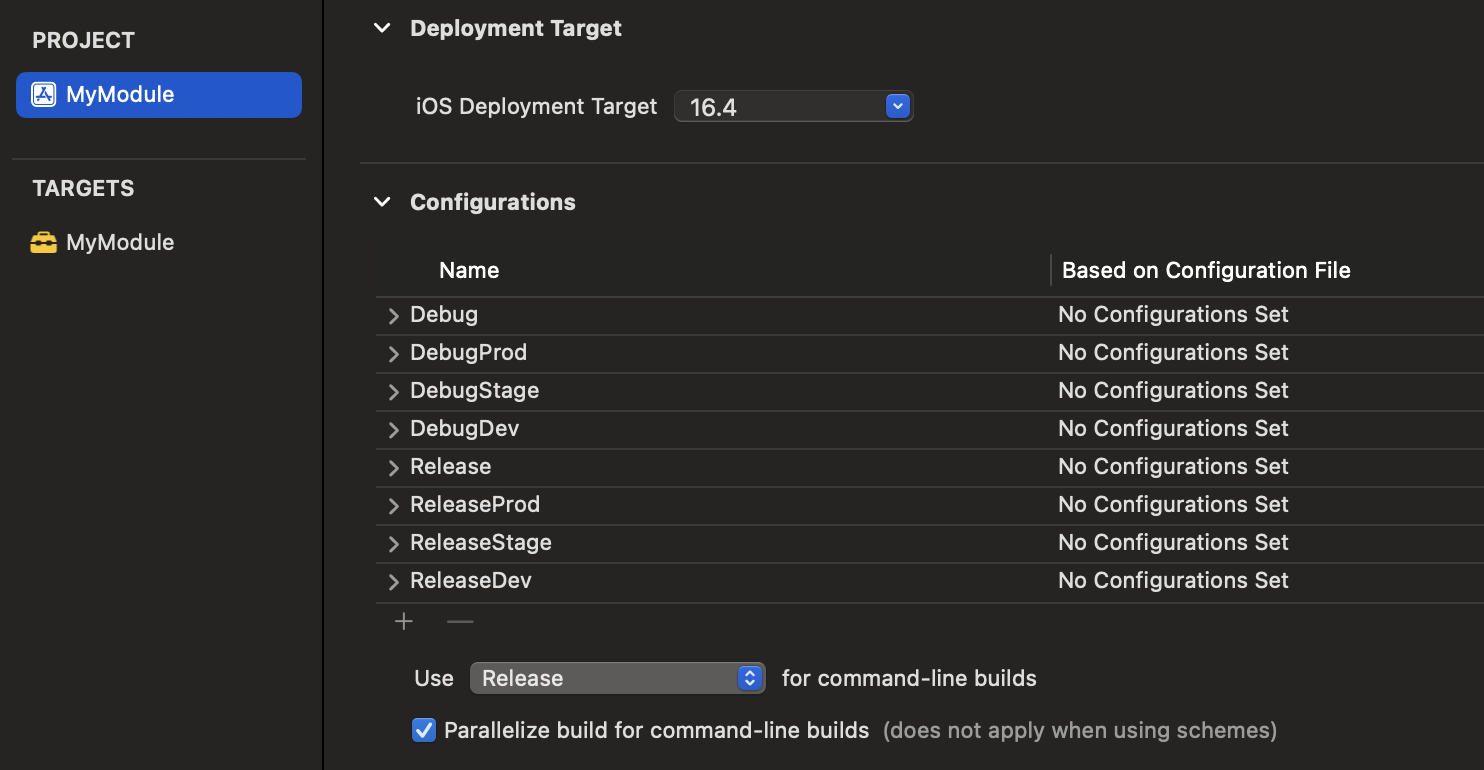 PROJECT
MyModule
TARGETS
MyModule
Deployment Target
iOS Deployment Target 16.4
Configurations
Name Based on Configuration File
Debug No Configurations Set
DebugProd No Configurations Set
DebugStage No Configurations Set
DebugDev No Configurations Set
Release No Configurations Set
ReleaseProd No Configurations Set
ReleaseStage No Configurations Set
ReleaseDev No Configurations Set
Use Release for command-line builds
Parallelize build for command-line builds (does not apply when using schemes)